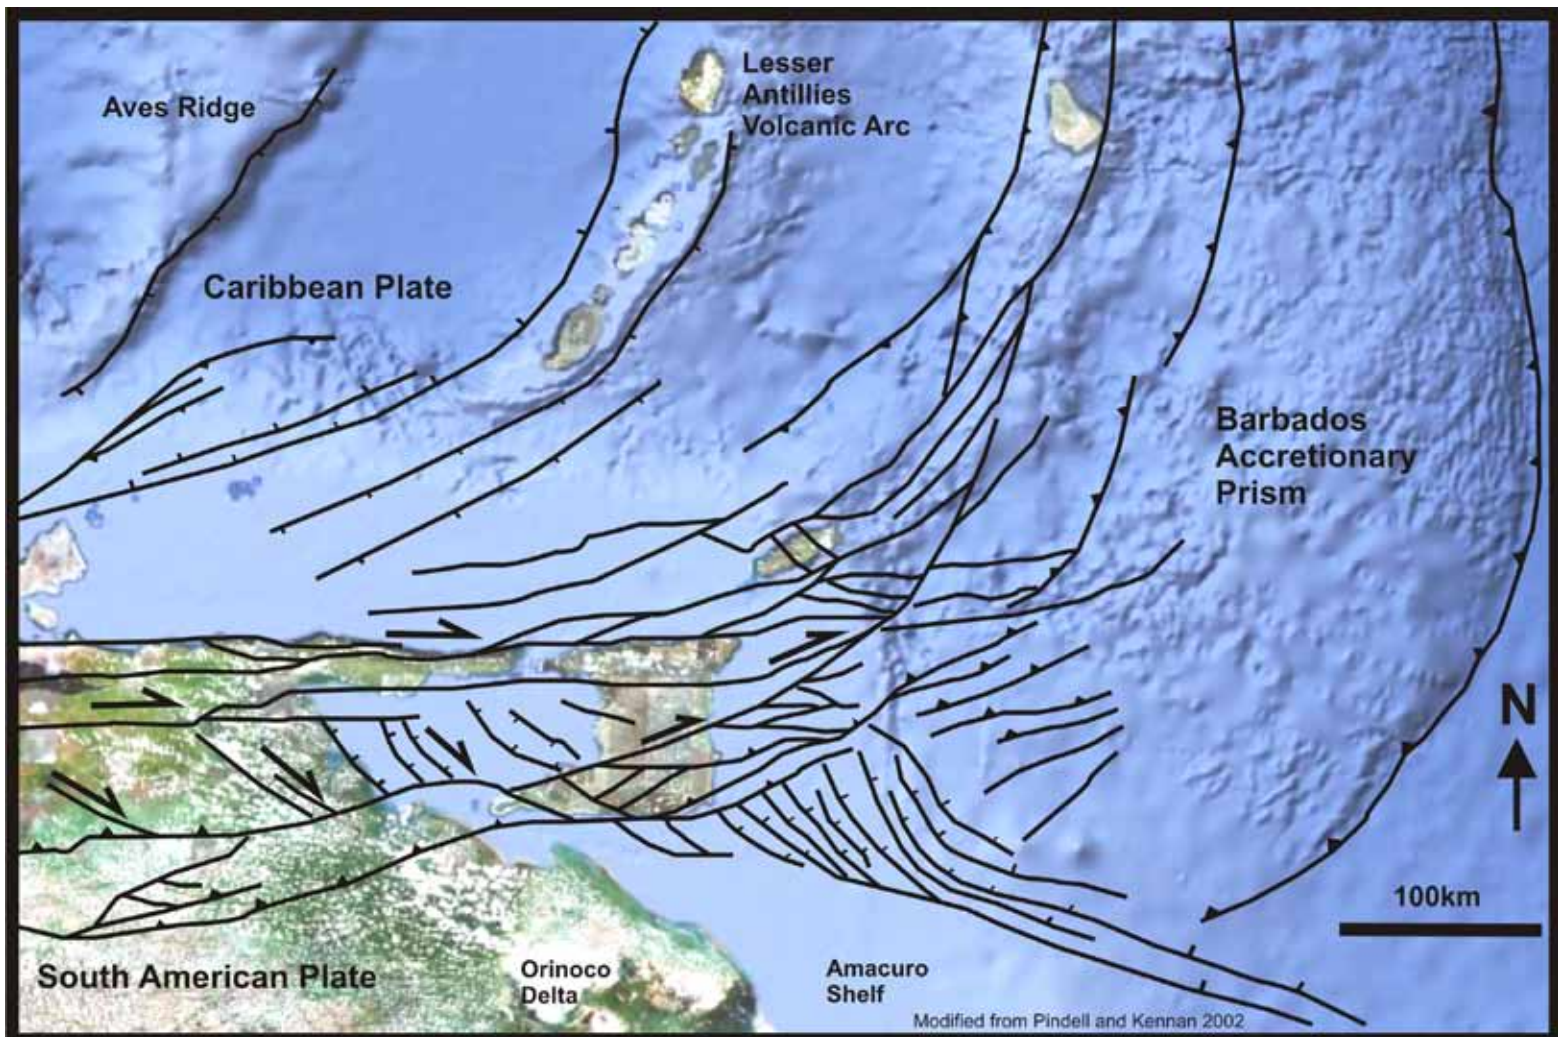 Lesser
Antillies
Volcanic Arc
Aves Ridge
Caribbean Plate
Barbados
Accretionary
Prism
N
100km
South American Plate
Orinoco
Delta
Amacuro
Shelf
Modified from Pindell and Kennan 2002